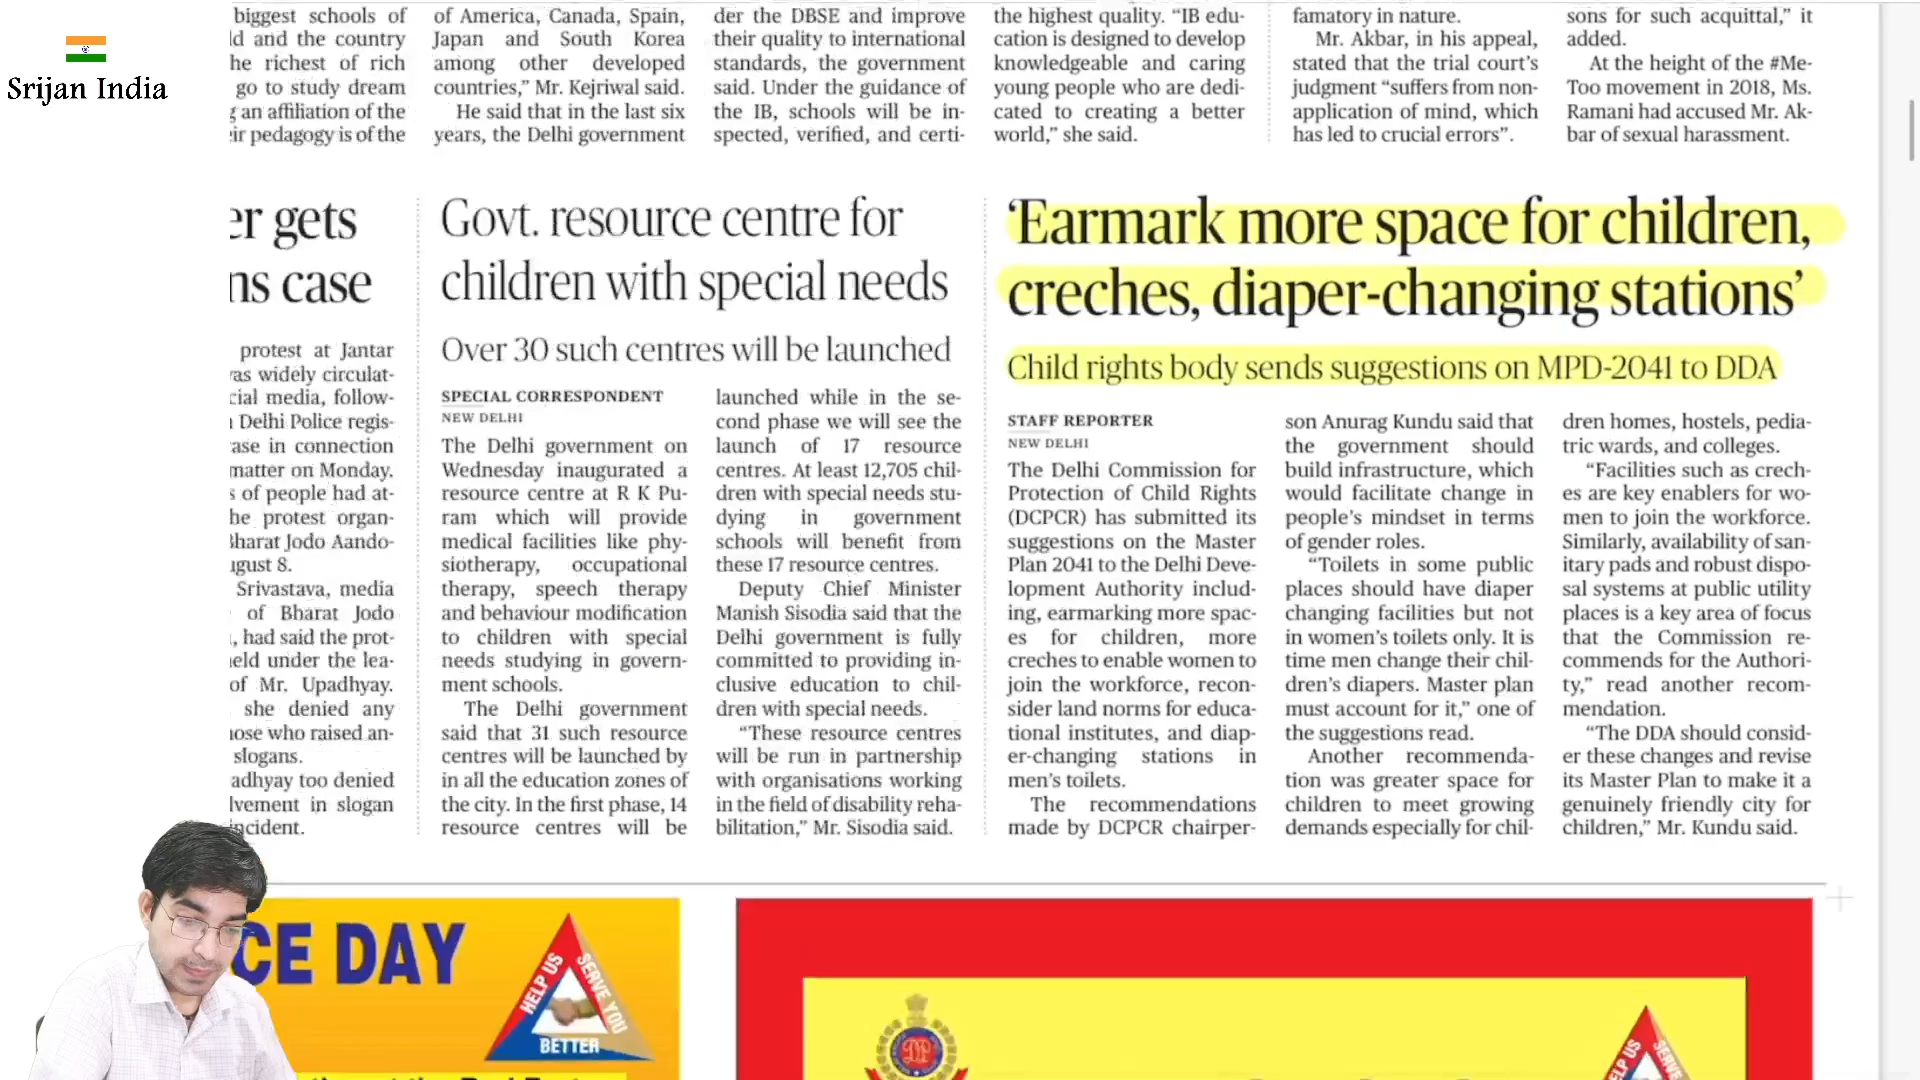 Srijan India
biggest schools of
and the country
richest of rich
go to study dream
an affiliation of the
pedagogy is of the
of America, Canada, Spain,
Japan and South Korea
among other developed
countries,” Mr. Kejriwal said.
He said that in the last six
years, the Delhi government
der the DBSE and improve
their quality to international
standards, the government
said. Under the guidance of
the IB, schools will be in-
spected, verified, and certi-
the highest quality. “IB edu-
cation is designed to develop
knowledgeable and caring
young people who are dedi-
cated to creating a better
world,” she said.
famatory in nature.
Mr. Akbar, in his appeal,
stated that the trial court’s
judgment “suffers from non-
application of mind, which
has led to crucial errors”.
sons for such acquittal,” it
added.
At the height of the #Me-
Too movement in 2018, Ms.
Ramani had accused Mr. Ak-
bar of sexual harassment.
er gets
ns case
protest at Jantar
was widely circulat-
cial media, follow-
Delhi Police regis-
ase in connection
matter on Monday.
s of people had at-
he protest organ-
Bharat Jodo Aando-
ugust 8.
Srivastava, media
of Bharat Jodo
, had said the prot-
eld under the lea-
of Mr. Upadhyay.
she denied any
hose who raised an-
slogans.
adhyay too denied
lvement in slogan
incident.
Govt. resource centre for
children with special needs
Over 30 such centres will be launched
SPECIAL CORRESPONDENT
NEW DELHI
The Delhi government on
Wednesday inaugurated a
resource centre at R K Pu-
ram which will provide
medical facilities like phy-
siotherapy, occupational
therapy, speech therapy
and behaviour modification
to children with special
needs studying in govern-
ment schools.
The Delhi government
said that 31 such resource
centres will be launched by
in all the education zones of
the city. In the first phase, 14
resource centres will be
launched while in the se-
cond phase we will see the
launch of 17 resource
centres. At least 12,705 chil-
dren with special needs stu-
dying in government
schools will benefit from
these 17 resource centres.
Deputy Chief Minister
Manish Sisodia said that the
Delhi government is fully
committed to providing in-
clusive education to chil-
dren with special needs.
“These resource centres
will be run in partnership
with organisations working
in the field of disability reha-
bilitation,” Mr. Sisodia said.
‘Earmark more space for children,
creches, diaper-changing stations’
Child rights body sends suggestions on MPD-2041 to DDA
STAFF REPORTER
NEW DELHI
The Delhi Commission for
Protection of Child Rights
(DCPCR) has submitted its
suggestions on the Master
Plan 2041 to the Delhi Deve-
lopment Authority includ-
ing, earmarking more spac-
es for children, more
creches to enable women to
join the workforce, recon-
sider land norms for educa-
tional institutes, and diap-
er-changing stations in
men’s toilets.
The recommendations
made by DCPCR chairper-
son Anurag Kundu said that
the government should
build infrastructure, which
would facilitate change in
people’s mindset in terms
of gender roles.
“Toilets in some public
places should have diaper
changing facilities but not
in women’s toilets only. It is
time men change their chil-
dren’s diapers. Master plan
must account for it,” one of
the suggestions read.
Another recommenda-
tion was greater space for
children to meet growing
demands especially for chil-
dren homes, hostels, pedia-
tric wards, and colleges.
“Facilities such as crech-
es are key enablers for wo-
men to join the workforce.
Similarly, availability of san-
itary pads and robust dispo-
sal systems at public utility
places is a key area of focus
that the Commission re-
commends for the Authori-
ty,” read another recom-
mendation.
“The DDA should consid-
er these changes and revise
its Master Plan to make it a
genuinely friendly city for
children,” Mr. Kundu said.
CE DAY
HELP US
SERVE YOU
BETTER
DP
HELP US
SERVE